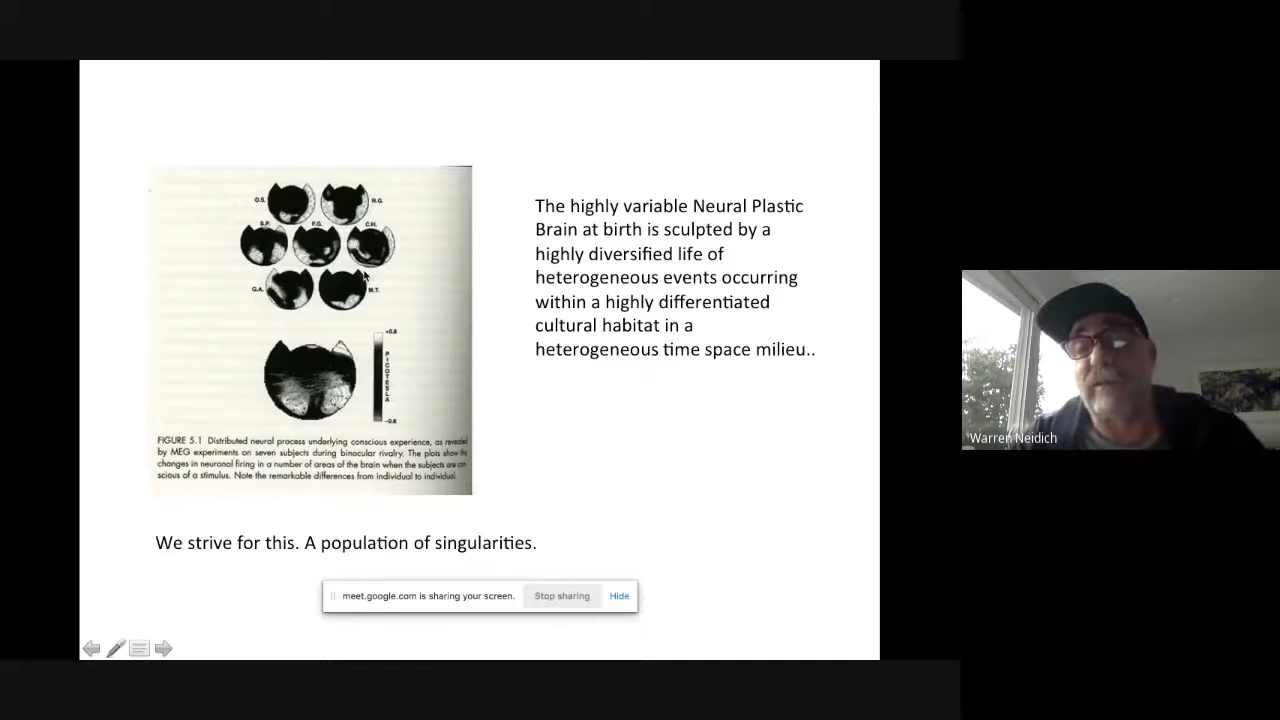 O.S.
R.G.
S.P.
F.G.
C.H.
G.A.
M.T.
+0.8
PICOTESLA
-0.8
FIGURE 5.1 Distributed neural process underlying conscious experience, as revealed
by MEG experiments on seven subjects during binocular rivalry. The plots show the
changes in neuronal firing in a number of areas of the brain when the subjects are con
scious of a stimulus. Note the remarkable differences from individual to individual.
The highly variable Neural Plastic
Brain at birth is sculpted by a
highly diversified life of
heterogeneous events occurring
within a highly differentiated
cultural habitat in a
heterogeneous time space milieu..
We strive for this. A population of singularities.
meet.google.com is sharing your screen.
Stop sharing
Hide
Warren Neidich